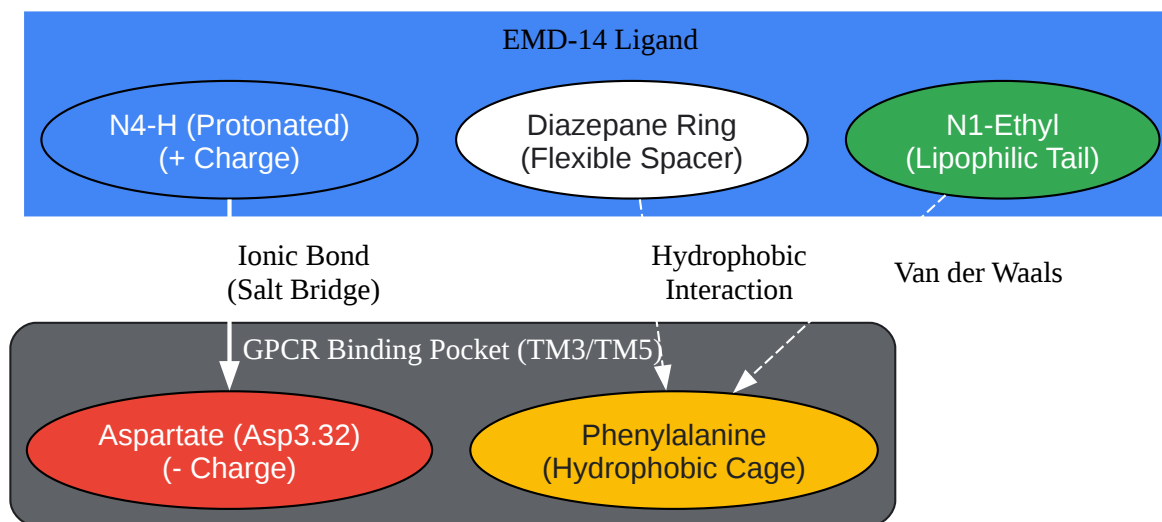 EMD-14 Ligand
N4-H (Protonated)
(+ Charge)
Diazepane Ring
(Flexible Spacer)
N1-Ethyl
(Lipophilic Tail)
Ionic Bond
(Salt Bridge)
Hydrophobic
Interaction
Van der Waals
GPCR Binding Pocket (TM3/TM5)
Aspartate (Asp3.32)
(- Charge)
Phenylalanine
(Hydrophobic Cage)